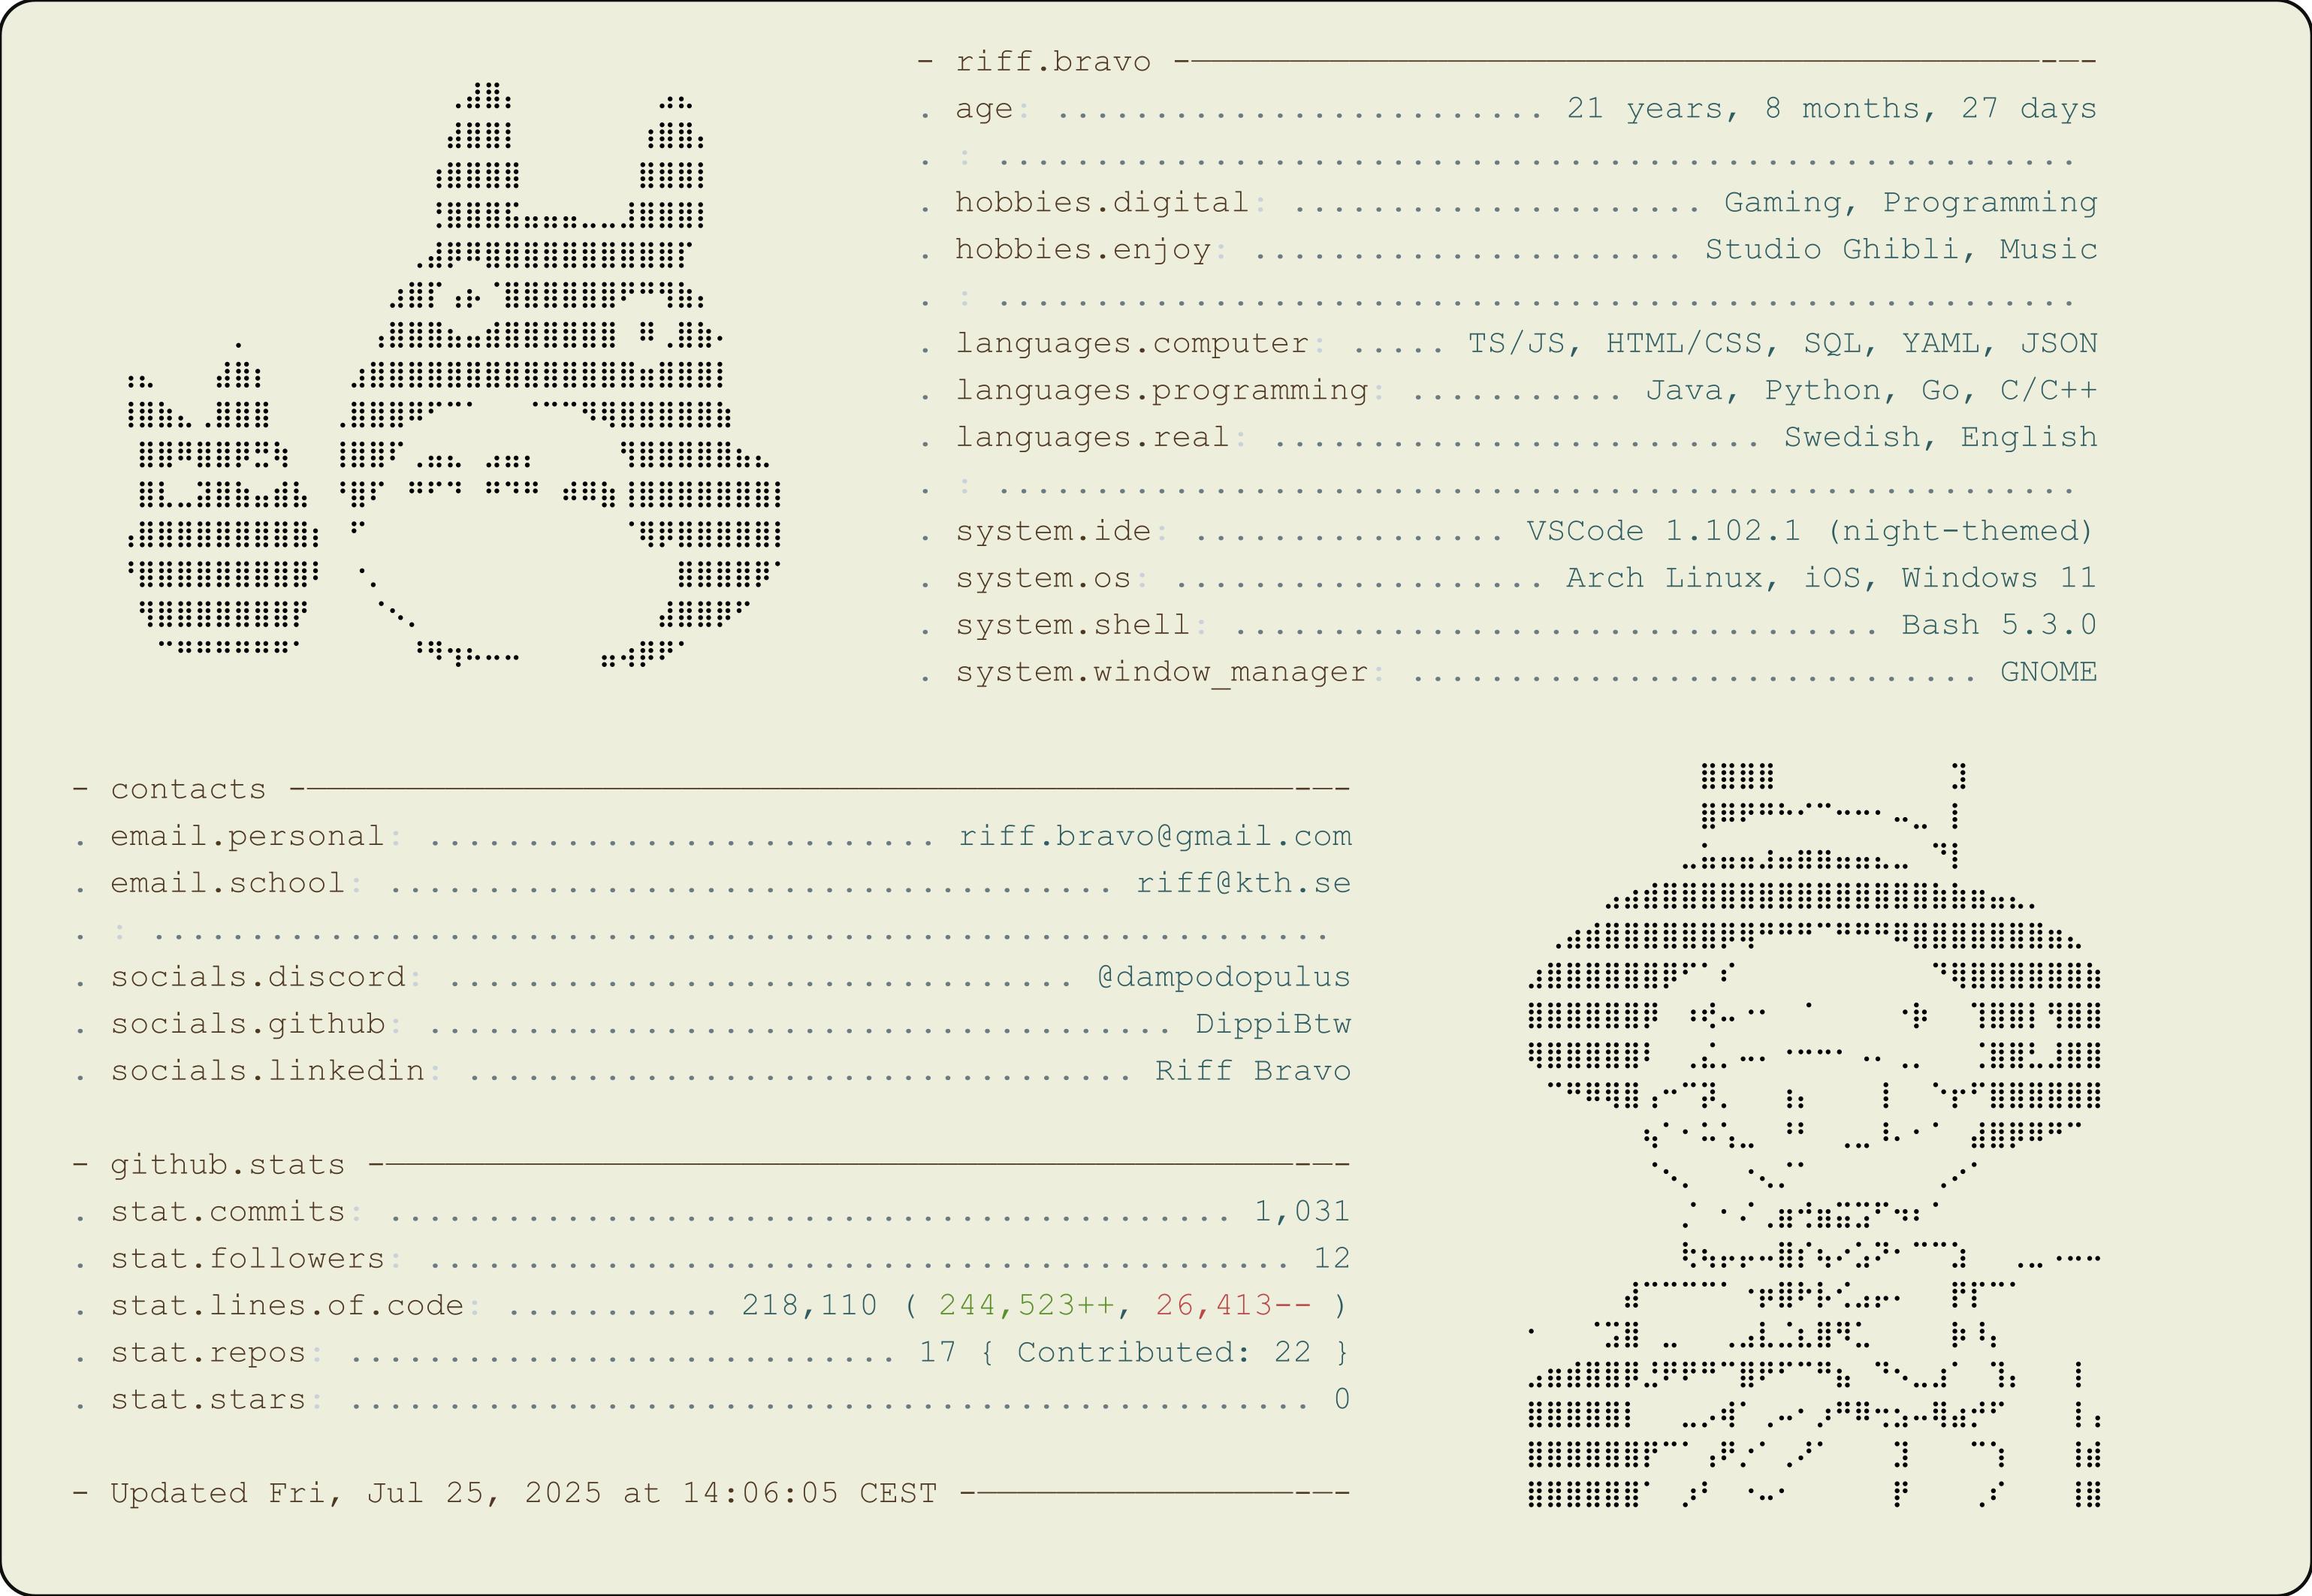 - riff.bravo -———————————————————————————————————————————-—-
. age: ......................... 21 years, 8 months, 27 days
. : .......................................................
. hobbies.digital: ..................... Gaming, Programming
. hobbies.enjoy: ...................... Studio Ghibli, Music
. : .......................................................
. languages.computer: ..... TS/JS, HTML/CSS, SQL, YAML, JSON
. languages.programming: ........... Java, Python, Go, C/C++
. languages.real: ......................... Swedish, English
. : .......................................................
. system.ide: ................ VSCode 1.102.1 (night-themed)
. system.os: ................... Arch Linux, iOS, Windows 11
. system.shell: ................................. Bash 5.3.0
. system.window_manager: ............................. GNOME
- contacts -——————————————————————————————————————————————————-—-
. email.personal: .......................... riff.bravo@gmail.com
. email.school: ..................................... riff@kth.se
. : ............................................................
. socials.discord: ................................ @dampodopulus
. socials.github: ...................................... DippiBtw
. socials.linkedin: .................................. Riff Bravo
- github.stats -——————————————————————————————————————————————-—-
. stat.commits: ........................................... 1,031
. stat.followers: ............................................ 12
. stat.lines.of.code: ........... 218,110 ( 244,523++, 26,413-- )
. stat.repos: ............................ 17 { Contributed: 22 }
. stat.stars: ................................................. 0
- Updated Fri, Jul 25, 2025 at 14:06:05 CEST -————————————————-—-